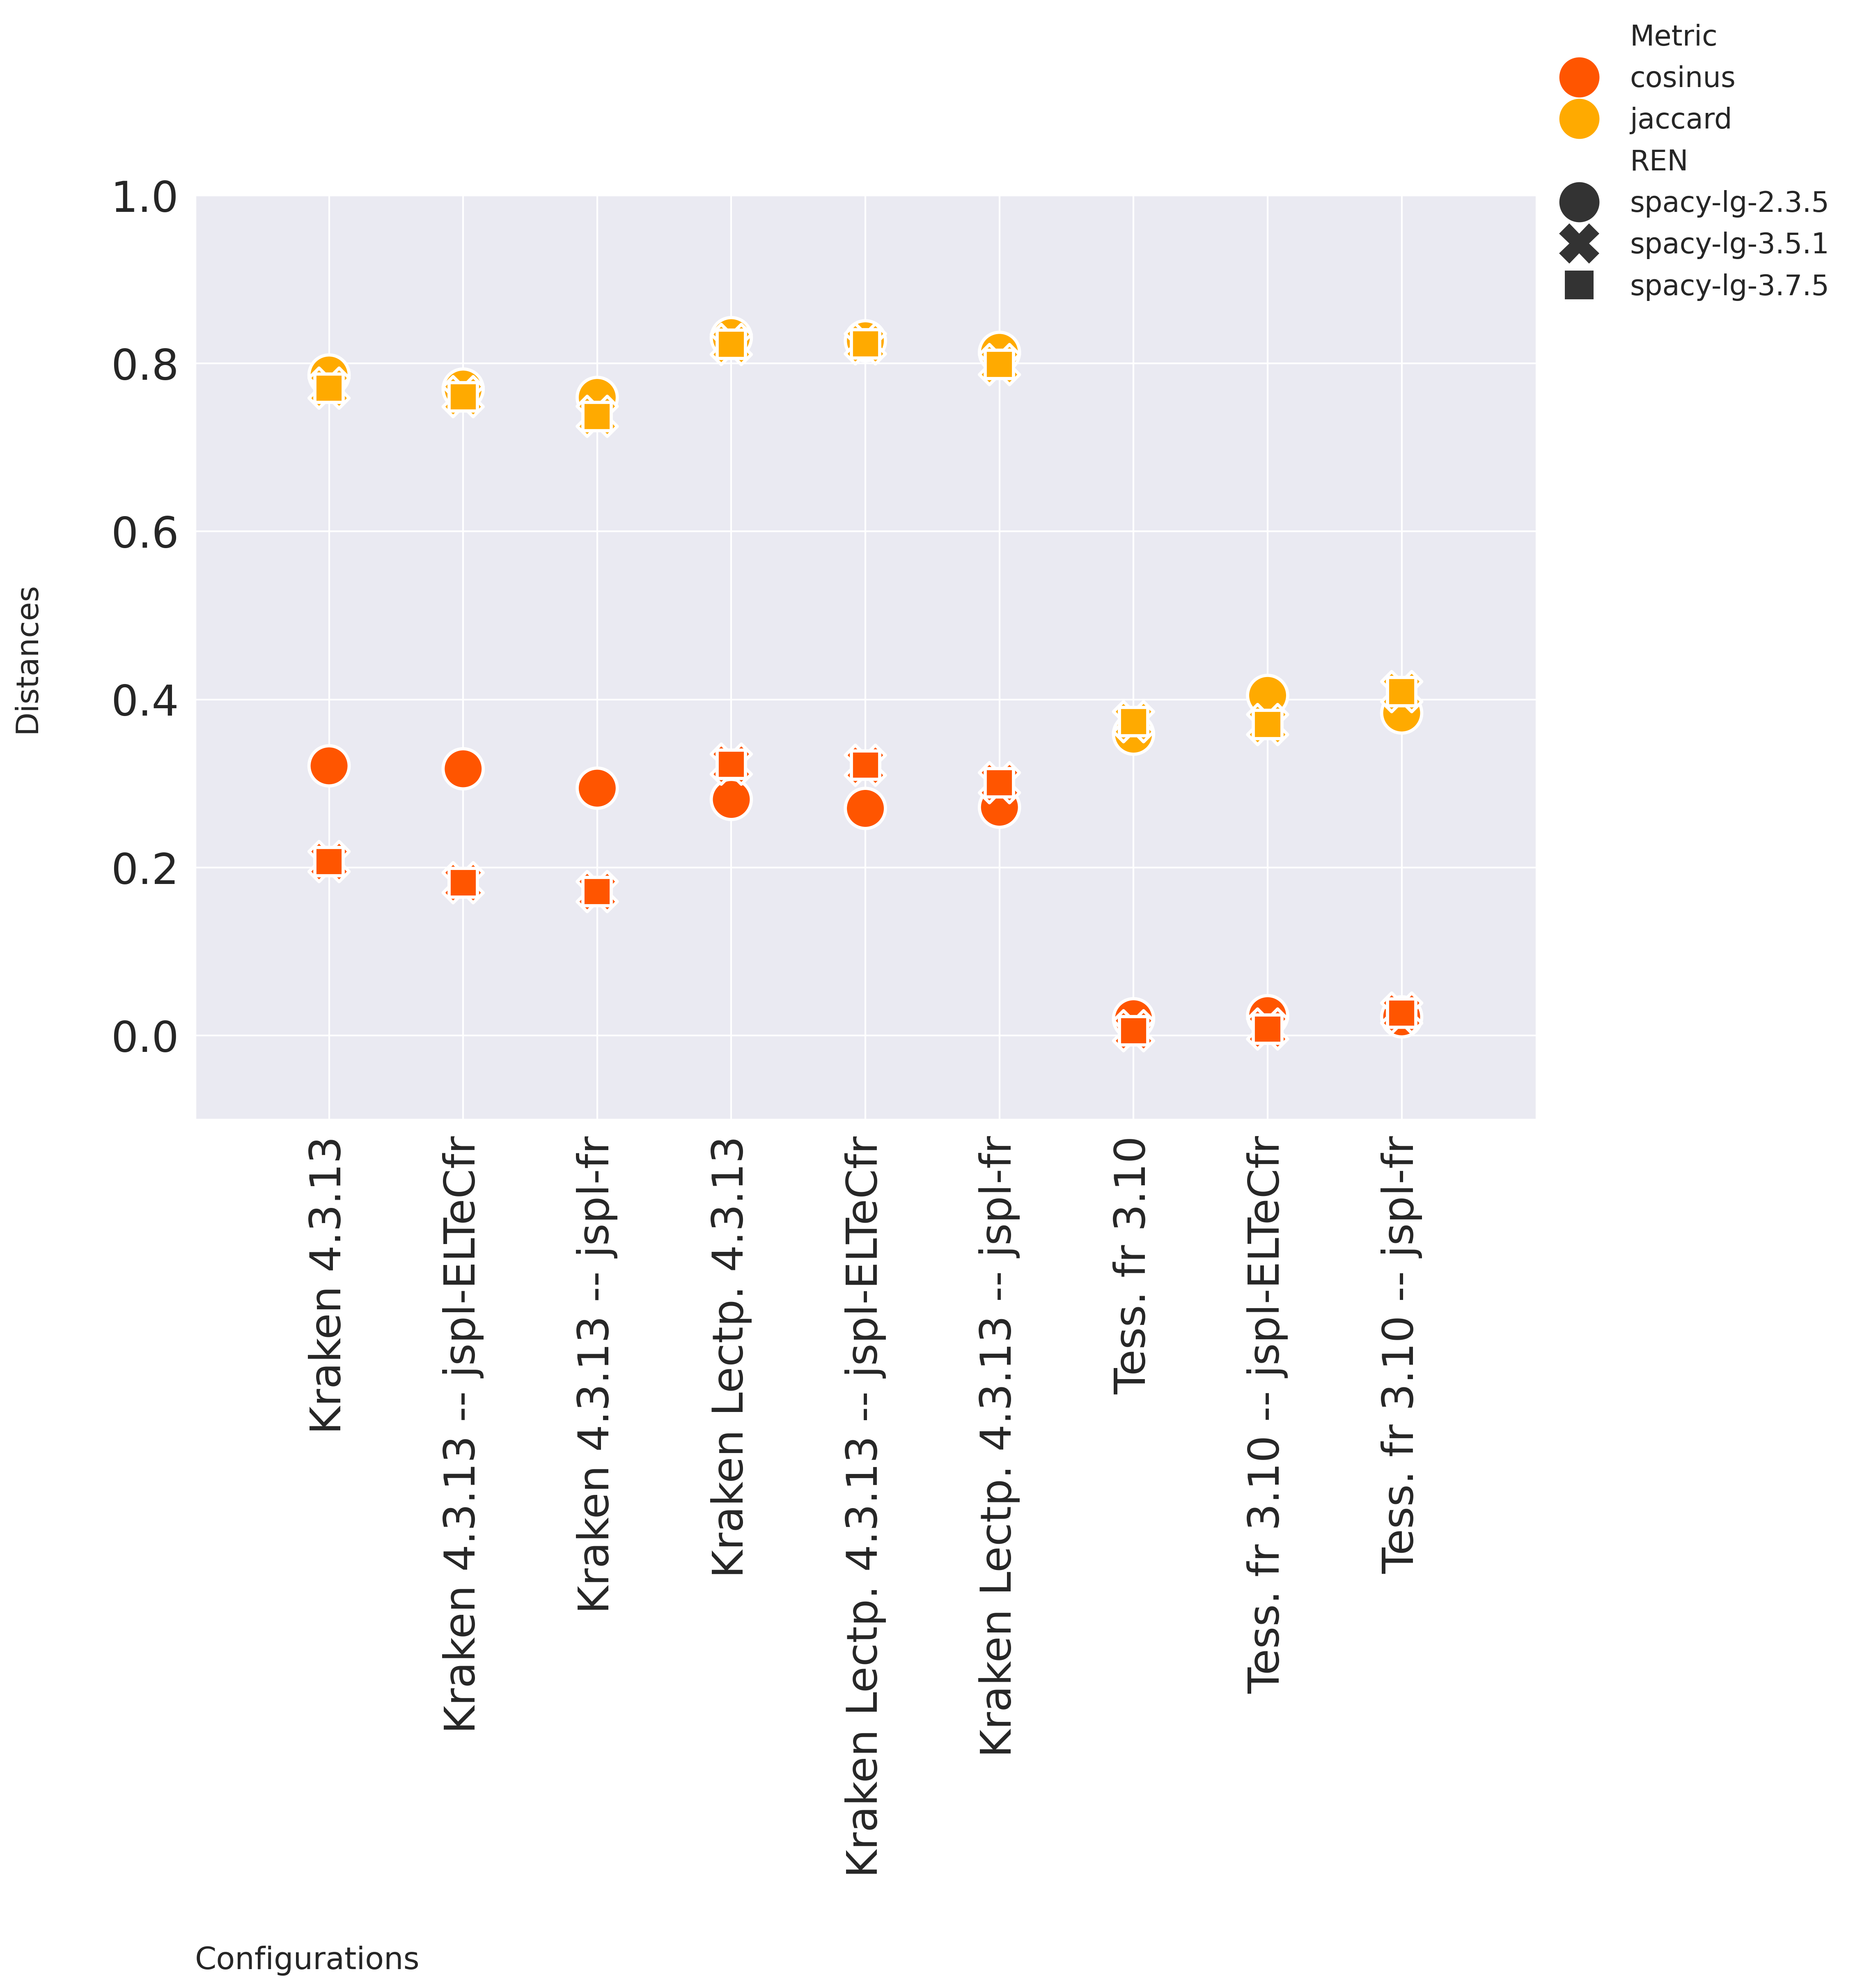 Metric
cosinus
jaccard
REN
spacy-lg-2.3.5
spacy-lg-3.5.1
spacy-lg-3.7.5
1.0
0.8
0.6
0.4
0.2
0.0
Distances
Kraken 4.3.13
Kraken 4.3.13 -- jspl-ELTeCfr
Kraken 4.3.13 -- jspl-fr
Kraken Lectp. 4.3.13
Kraken Lectp. 4.3.13 -- jspl-ELTeCfr
Kraken Lectp. 4.3.13 -- jspl-fr
Tess. fr 3.10
Tess. fr 3.10 -- jspl-ELTeCfr
Tess. fr 3.10 -- jspl-fr
Configurations